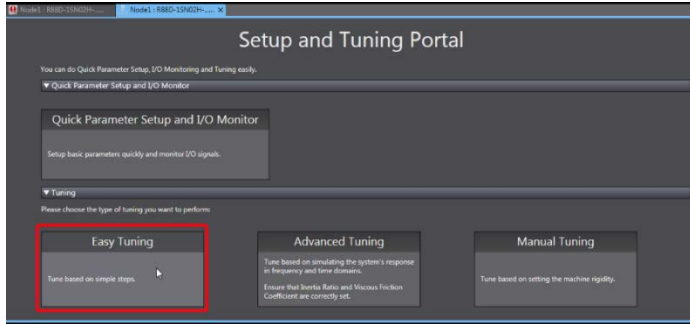 Node1 : R88D-1SN02H-.....
Node1 : R88D-1SN02H-.....
Setup and Tuning Portal
You can do Quick Parameter Setup, I/O Monitoring and Tuning easily.
Quick Parameter Setup and I/O Monitor
Quick Parameter Setup and I/O Monitor
Setup basic parameters quickly and monitor I/O signals.
Tuning
Please choose the type of tuning you want to perform:
Easy Tuning
Tune based on simple steps.
Advanced Tuning
Tune based on simulating the system's response
in frequency and time domains.
Ensure that Inertia Ratio and Viscous Friction
Coefficient are correctly set.
Manual Tuning
Tune based on setting the machine rigidity.